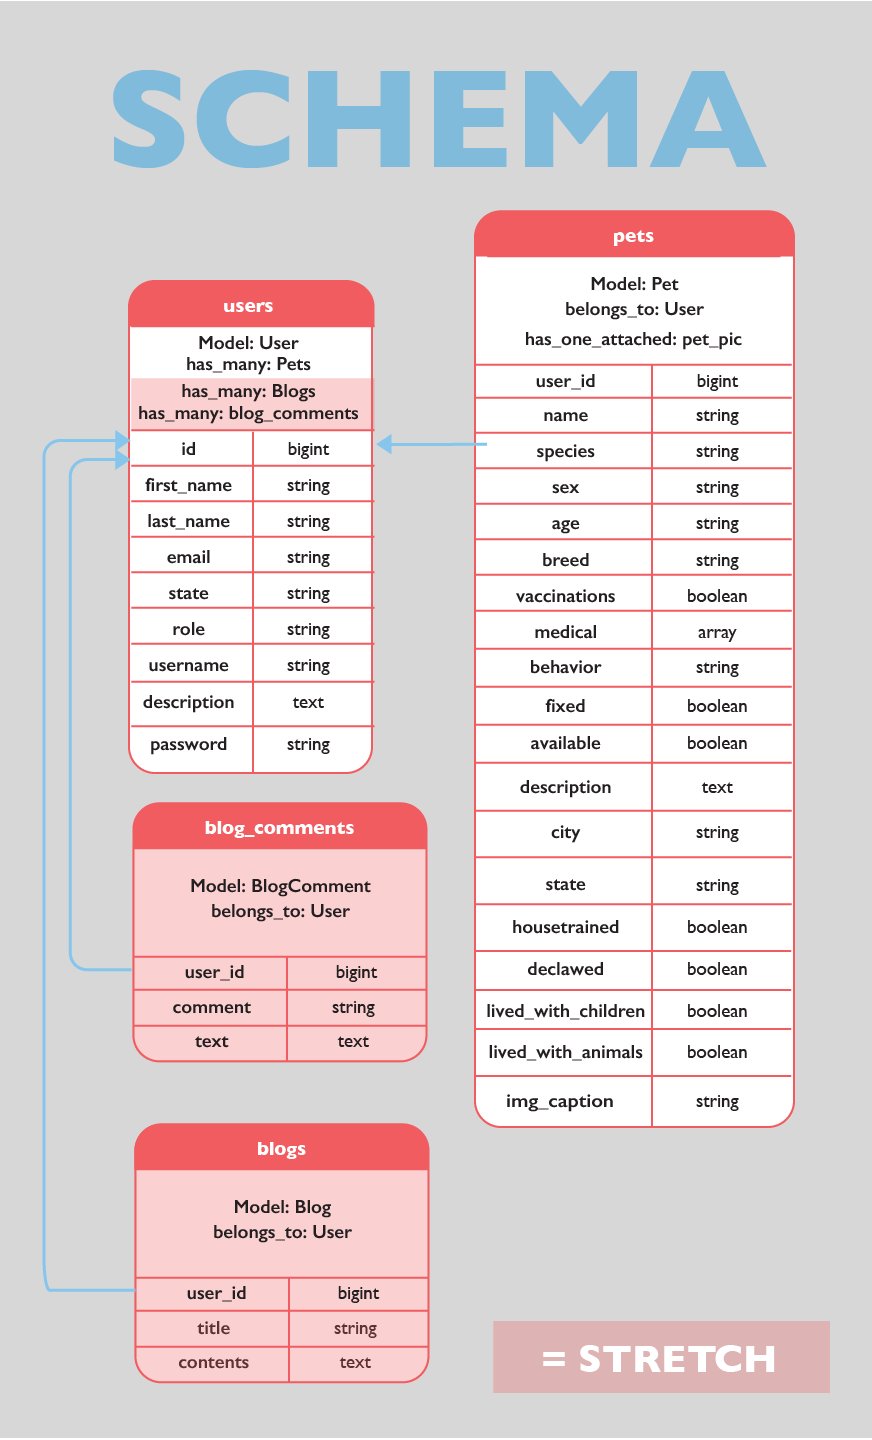 SCHEMA
users
Model: User
has_many: Pets
has_many: Blogs
has_many: blog_comments
id bigint
first_name string
last_name string
email string
state string
role string
username string
description text
password string
pets
Model: Pet
belongs_to: User
has_one_attached: pet_pic
user_id bigint
name string
species string
sex string
age string
breed string
vaccinations boolean
medical array
behavior string
fixed boolean
available boolean
description text
city string
state string
housetrained boolean
declawed boolean
lived_with_children boolean
lived_with_animals boolean
img_caption string
blog_comments
Model: BlogComment
belongs_to: User
user_id bigint
comment string
text text
blogs
Model: Blog
belongs_to: User
user_id bigint
title string
contents text
= STRETCH